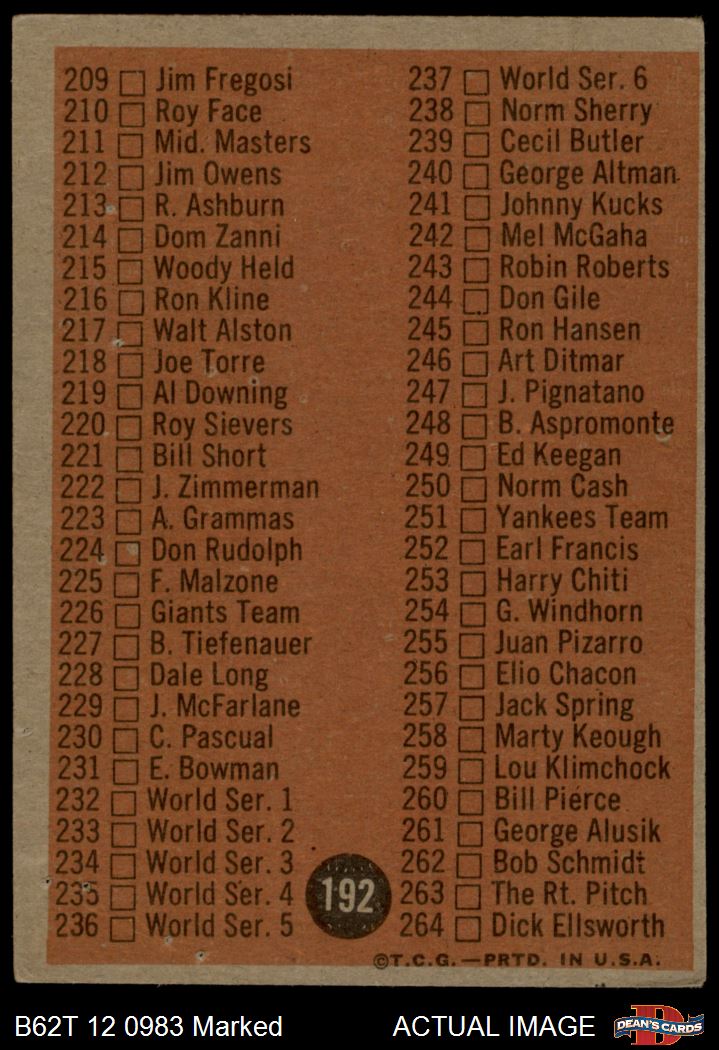 209 Jim Fregosi
210 Roy Face
211 Mid. Masters
212 Jim Owens
213 R. Ashburn
214 Dom Zanni
215 Woody Held
216 Ron Kline
217 Walt Alston
218 Joe Torre
219 Al Downing
220 Roy Sievers
221 Bill Short
222 J. Zimmerman
223 A. Grammas
224 Don Rudolph
225 F. Malzone
226 Giants Team
227 B. Tiefenauer
228 Dale Long
229 J. McFarlane
230 C. Pascual
231 E. Bowman
232 World Ser. 1
233 World Ser. 2
234 World Ser. 3
235 World Ser. 4
236 World Ser. 5
192
237 World Ser. 6
238 Norm Sherry
239 Cecil Butler
240 George Altman
241 Johnny Kucks
242 Mel McGaha
243 Robin Roberts
244 Don Gile
245 Ron Hansen
246 Art Ditmar
247 J. Pignatano
248 B. Aspromonte
249 Ed Keegan
250 Norm Cash
251 Yankees Team
252 Earl Francis
253 Harry Chiti
254 G. Windhorn
255 Juan Pizarro
256 Elio Chacon
257 Jack Spring
258 Marty Keough
259 Lou Klimchock
260 Bill Pierce
261 George Alusik
262 Bob Schmidt
263 The Rt. Pitch
264 Dick Ellsworth
©T.C.G.—PRTD. IN U.S.A.
B62T 12 0983 Marked
ACTUAL IMAGE
D
DEAN'S CARDS